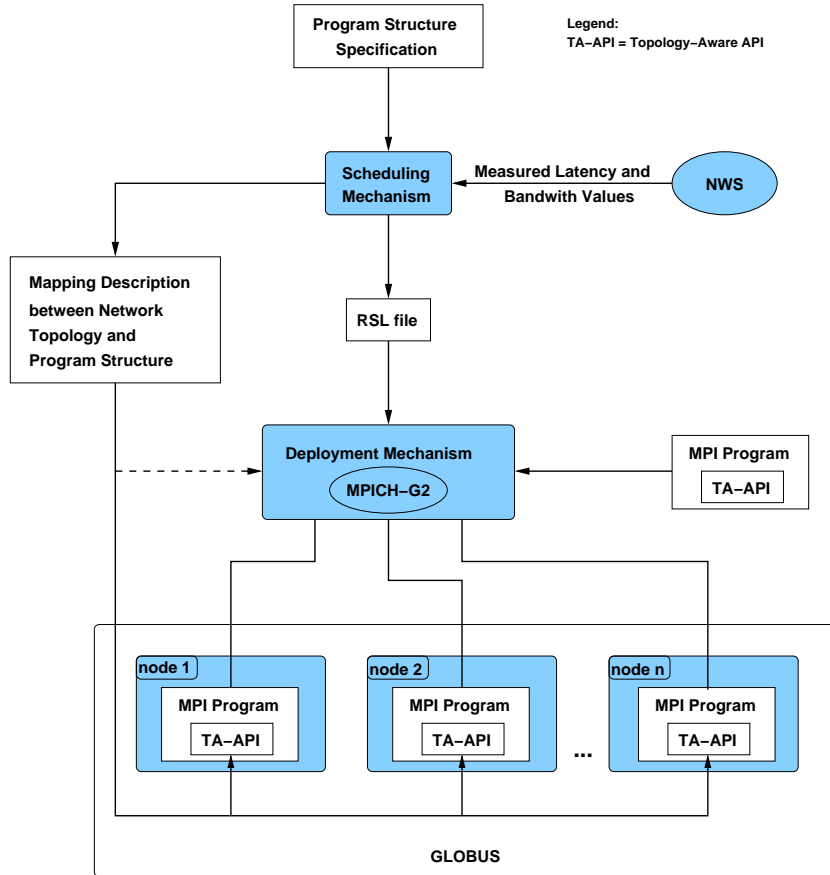 Program Structure
Specification
Legend:
TA−API = Topology−Aware API
Scheduling
Mechanism
Measured Latency and
Bandwith Values
NWS
Mapping Description
between Network
Topology and
Program Structure
RSL file
Deployment Mechanism
MPICH−G2
MPI Program
TA−API
node 1
MPI Program
TA−API
node 2
MPI Program
TA−API
...
node n
MPI Program
TA−API
GLOBUS